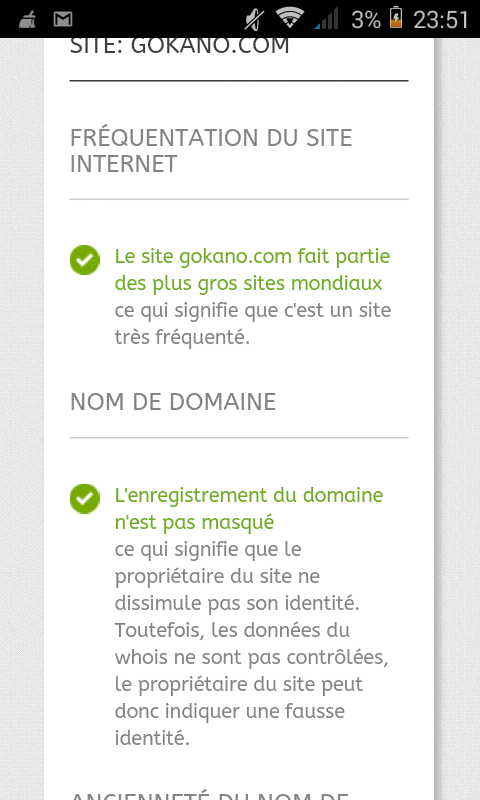 3% 23:51
SITE: GOKANO.COM
FRÉQUENTATION DU SITE
INTERNET
Le site gokano.com fait partie
des plus gros sites mondiaux
ce qui signifie que c'est un site
très fréquenté.
NOM DE DOMAINE
L'enregistrement du domaine
n'est pas masqué
ce qui signifie que le
propriétaire du site ne
dissimule pas son identité.
Toutefois, les données du
whois ne sont pas contrôlées,
le propriétaire du site peut
donc indiquer une fausse
identité.
ANCIENNETÉ DU NOM DE